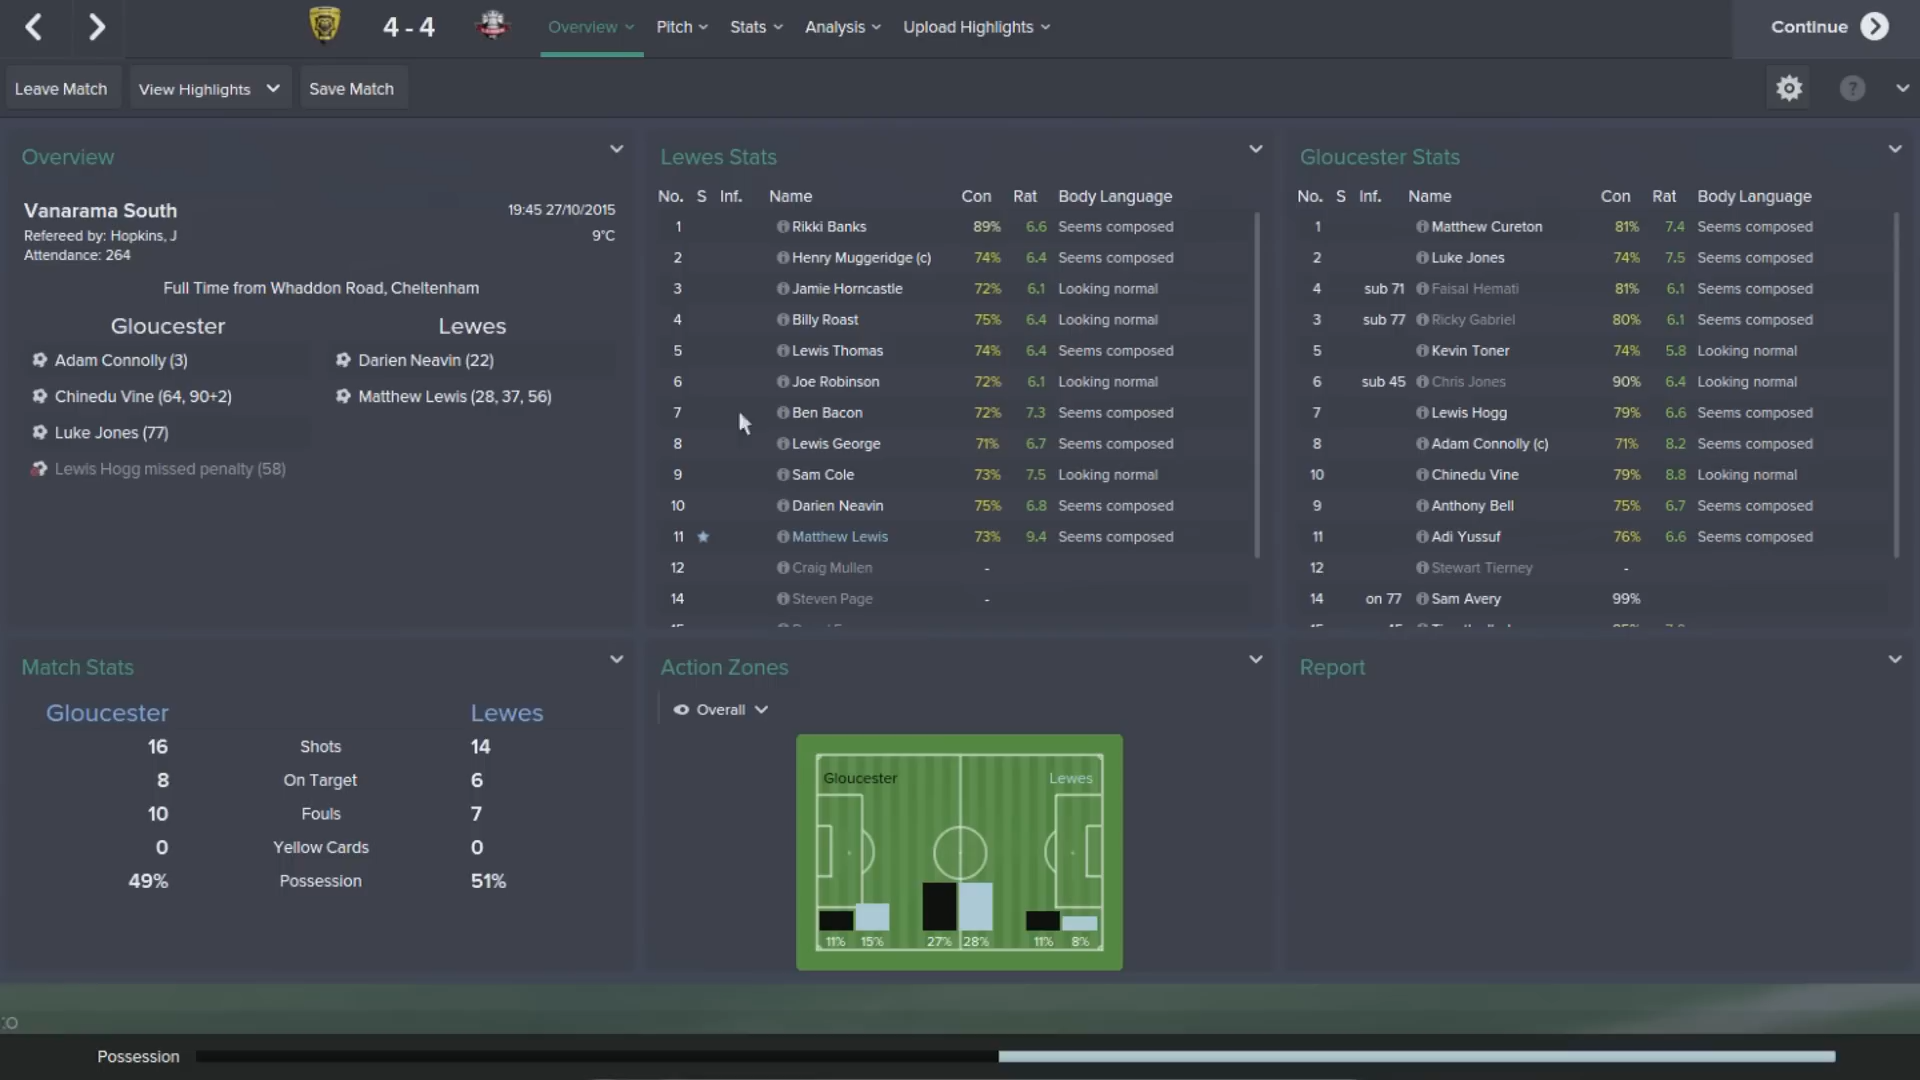 4 - 4 Overview Pitch Stats Analysis Upload Highlights Continue
Leave Match View Highlights Save Match ?
Overview
Vanarama South 19:45 27/10/2015
Refereed by: Hopkins, J 9°C
Attendance: 264
Full Time from Whaddon Road, Cheltenham
Gloucester Lewes
Adam Connolly (3) Darien Neavin (22)
Chinedu Vine (64, 90+2) Matthew Lewis (28, 37, 56)
Luke Jones (77)
Lewis Hogg missed penalty (58)
Lewes Stats
No. S Inf. Name Con Rat Body Language
1 Rikki Banks 89% 6.6 Seems composed
2 Henry Muggeridge (c) 74% 6.4 Seems composed
3 Jamie Horncastle 72% 6.1 Looking normal
4 Billy Roast 75% 6.4 Looking normal
5 Lewis Thomas 74% 6.4 Seems composed
6 Joe Robinson 72% 6.1 Looking normal
7 Ben Bacon 72% 7.3 Seems composed
8 Lewis George 71% 6.7 Seems composed
9 Sam Cole 73% 7.5 Looking normal
10 Darien Neavin 75% 6.8 Seems composed
11 Matthew Lewis 73% 9.4 Seems composed
12 Craig Mullen -
14 Steven Page -
Gloucester Stats
No. S Inf. Name Con Rat Body Language
1 Matthew Cureton 81% 7.4 Seems composed
2 Luke Jones 74% 7.5 Seems composed
4 sub 71 Faisal Hemati 81% 6.1 Seems composed
3 sub 77 Ricky Gabriel 80% 6.1 Seems composed
5 Kevin Toner 74% 5.8 Looking normal
6 sub 45 Chris Jones 90% 6.4 Looking normal
7 Lewis Hogg 79% 6.6 Seems composed
8 Adam Connolly (c) 71% 8.2 Seems composed
10 Chinedu Vine 79% 8.8 Looking normal
9 Anthony Bell 75% 6.7 Seems composed
11 Adi Yussuf 76% 6.6 Seems composed
12 Stewart Tierney -
14 on 77 Sam Avery 99%
Match Stats
Gloucester Lewes
16 Shots 14
8 On Target 6
10 Fouls 7
0 Yellow Cards 0
49% Possession 51%
Action Zones
Overall
Gloucester Lewes
11% 15% 27% 28% 11% 8%
Report
Possession